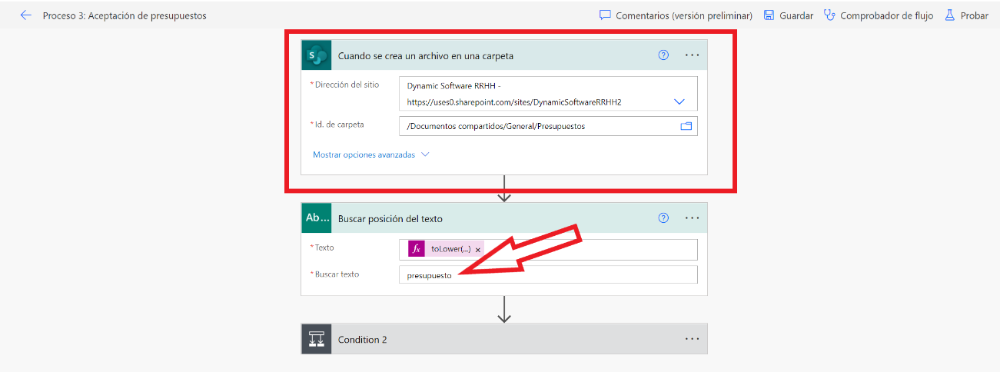 Proceso 3: Aceptación de presupuestos
Comentarios (versión preliminar)
Guardar
Comprobador de flujo
Probar
S
Cuando se crea un archivo en una carpeta
* Dirección del sitio
Dynamic Software RRHH -
https://uses0.sharepoint.com/sites/DynamicSoftwareRRHH2
* Id. de carpeta
/Documentos compartidos/General/Presupuestos
Mostrar opciones avanzadas
Ab...
Buscar posición del texto
* Texto
fx toLower(...) x
* Buscar texto
presupuesto
Condition 2